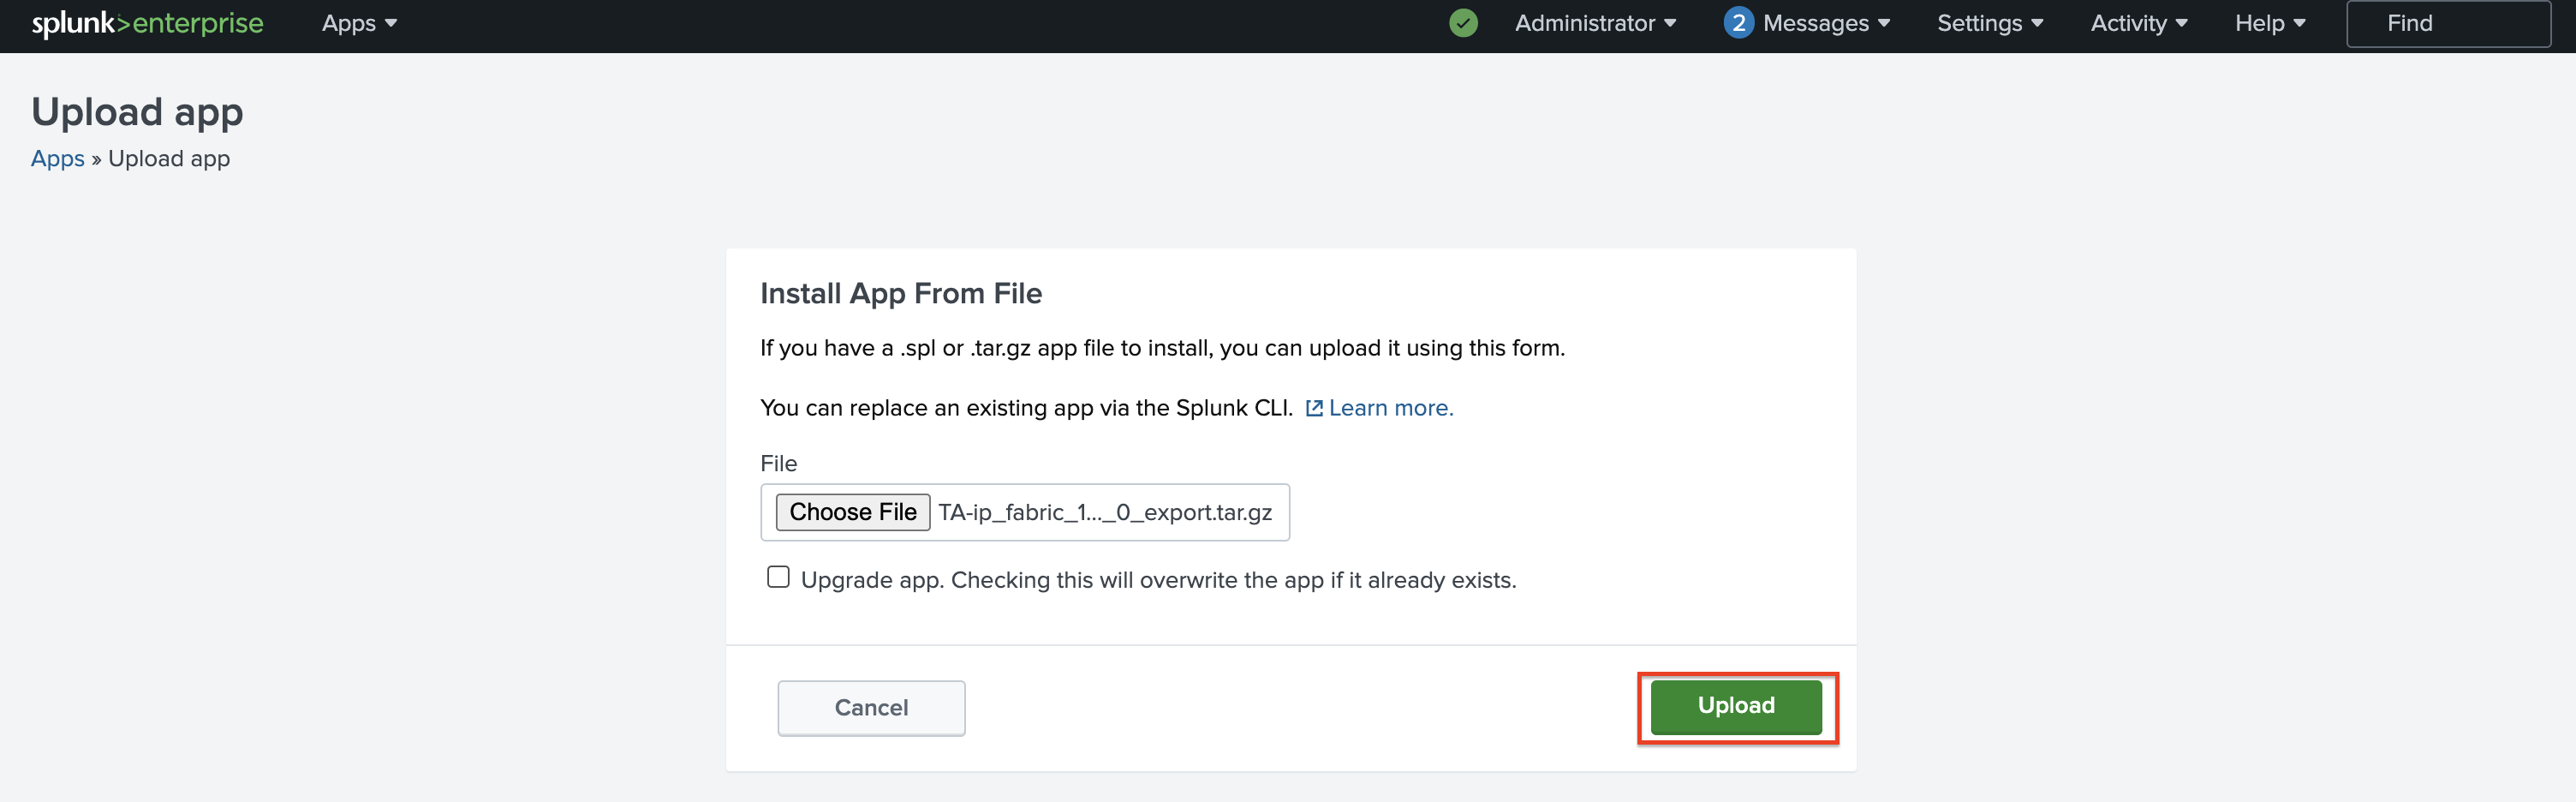 splunk>enterprise Apps Administrator 2 Messages Settings Activity Help Find
Upload app
Apps » Upload app
Install App From File
If you have a .spl or .tar.gz app file to install, you can upload it using this form.
You can replace an existing app via the Splunk CLI. Learn more.
File
Choose File TA-ip_fabric_1..._0_export.tar.gz
Upgrade app. Checking this will overwrite the app if it already exists.
Cancel Upload